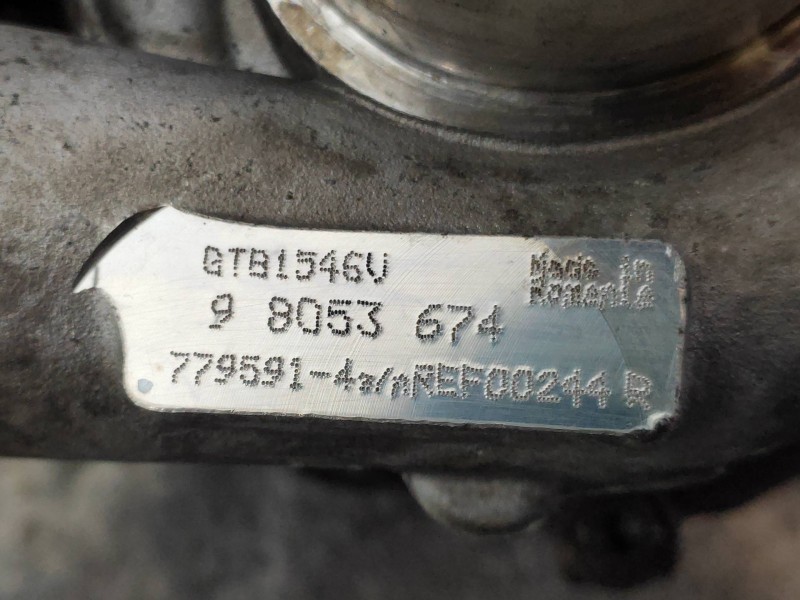 GTB1546V
Made in
Romania
9 8053 674
779591-4 s/n REF00244 R